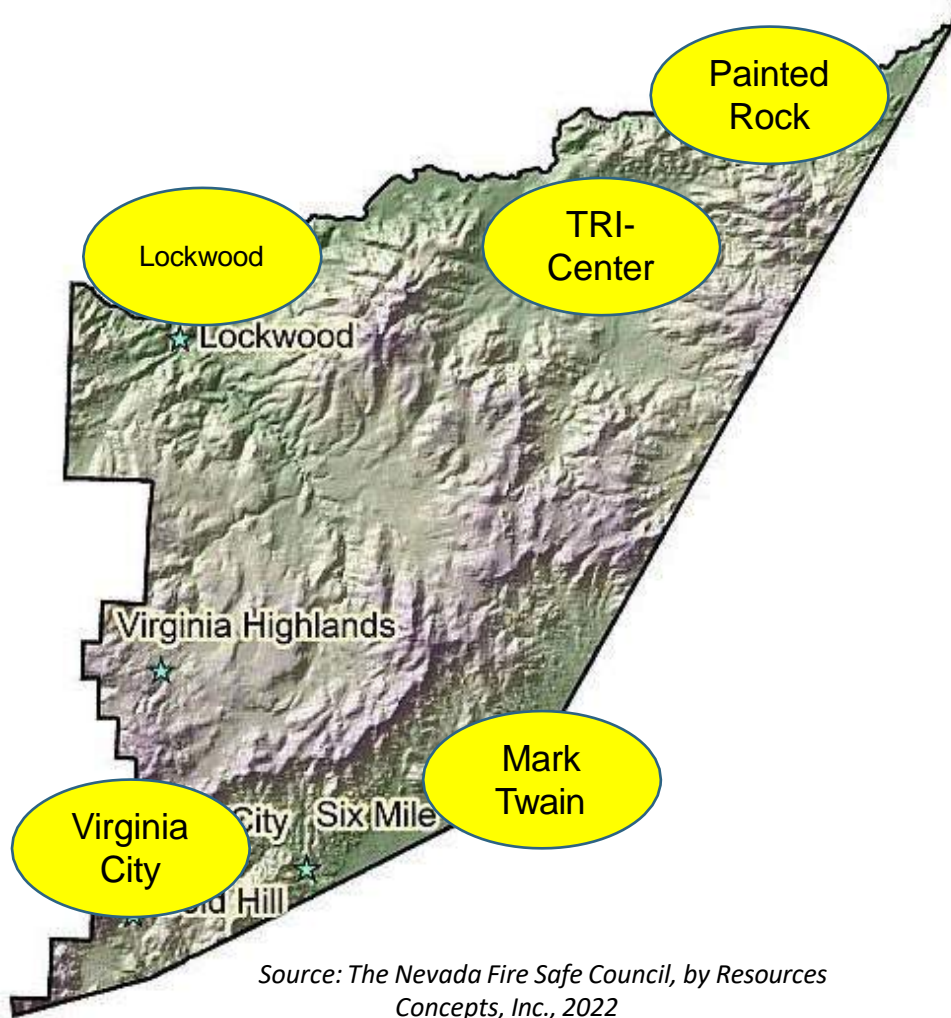 Painted
Rock
TRI-
Center
Lockwood
Lockwood
Virginia Highlands
Mark
Twain
Virginia
City
City
Six Mile
Hill
Source: The Nevada Fire Safe Council, by Resources
Concepts, Inc., 2022